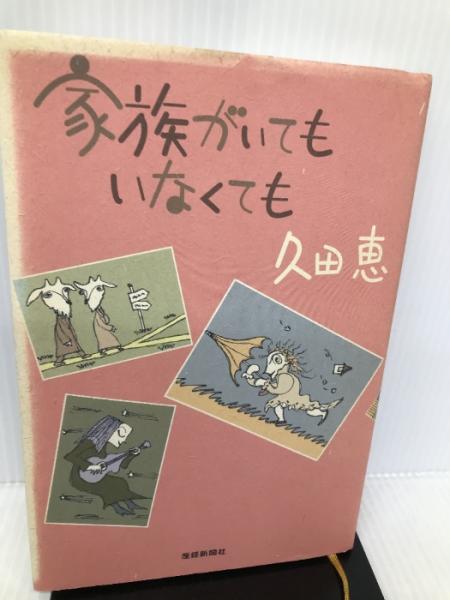 家族がいても
いなくても
久田恵
産経新聞社